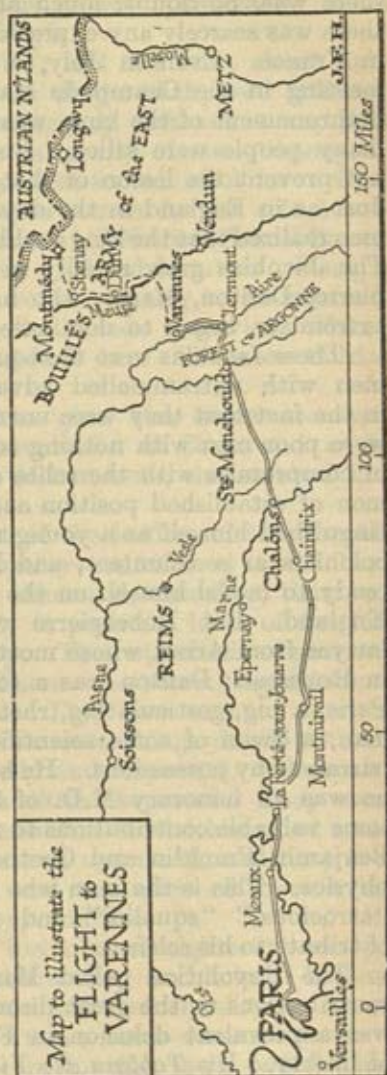 Map to illustrate the
FLIGHT to
VARENNES
Oise
Aisne
Soissons
REIMS
Vesle
PARIS
Versailles
Meaux
La Ferté-sous-Jouarre
Montmirail
Marne
Epernay
Chaintrix
Chalons
Ste Menehould
FOREST of ARGONNE
Aire
Clermont
Varennes
Verdun
Montmédy
Stenay
Dun
Meuse
BOUILLÉ'S
ARMY of the EAST
AUSTRIAN N'LANDS
Longwy
Moselle
METZ
J.F.H.
0
50
100
150 Miles